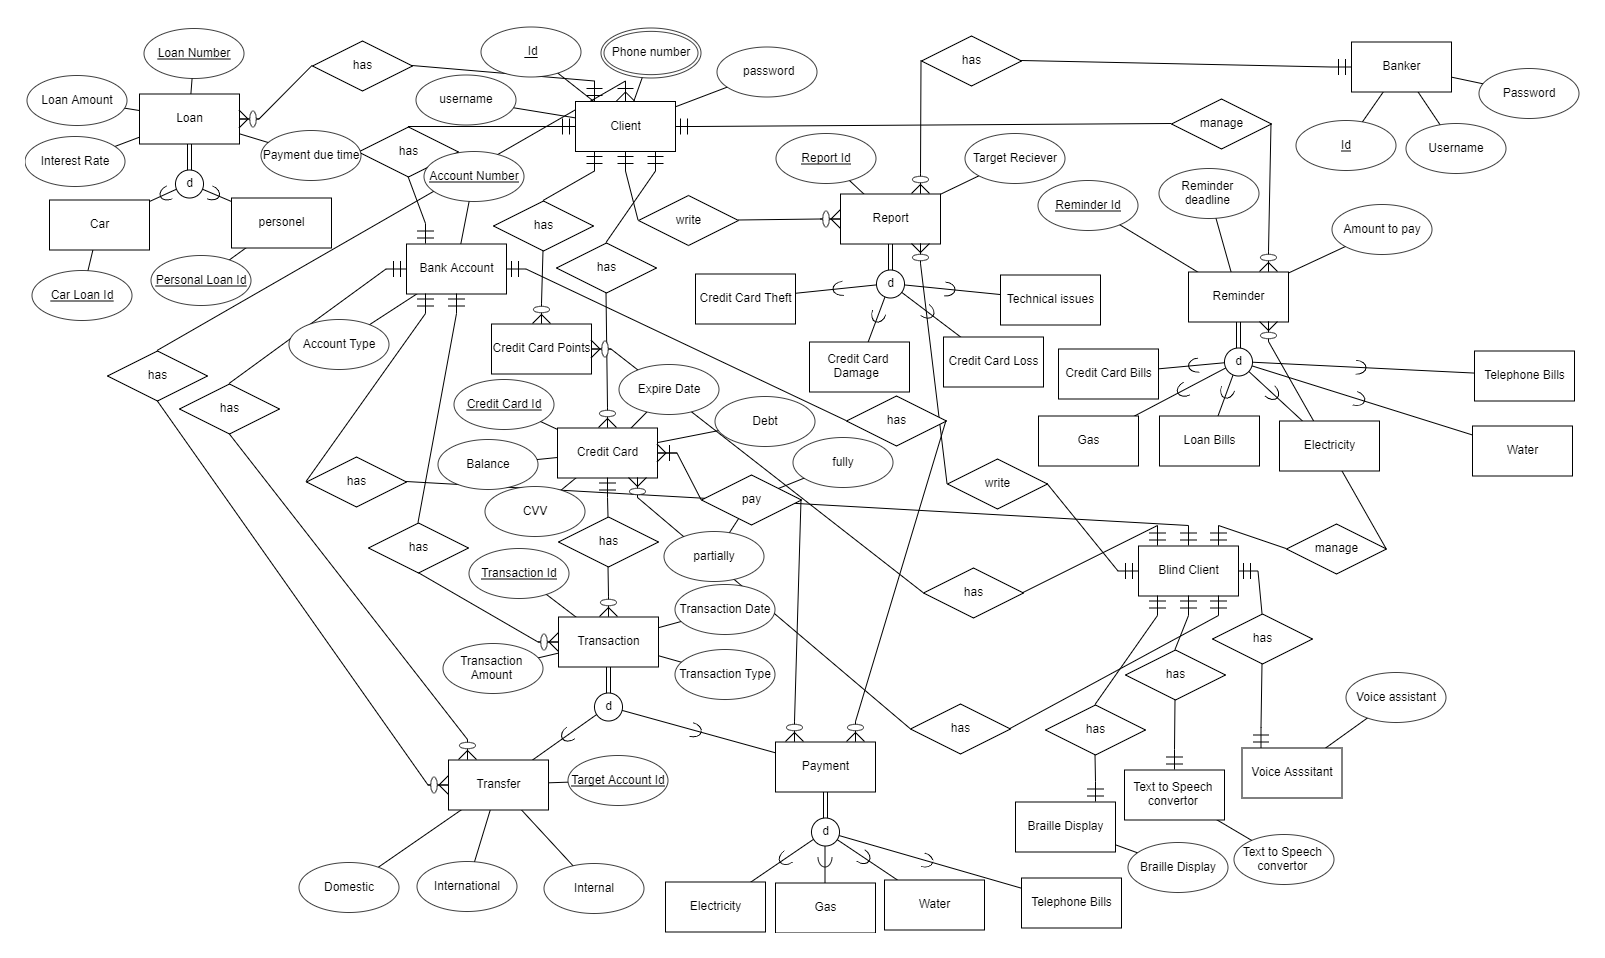 Loan Number
Id
Phone number
has
Banker
has
password
Loan Amount
username
Password
Loan
Client
manage
Id
Username
Interest Rate
Payment due time
has
Report Id
Target Reciever
Account Number
d
Reminder
deadline
Reminder Id
Car
personel
has
write
Report
Amount to pay
Car Loan Id
Personal Loan Id
Bank Account
has
d
Credit Card Theft
Technical issues
Reminder
Account Type
Credit Card Points
Credit Card
Damage
Credit Card Loss
d
Credit Card Bills
Telephone Bills
has
has
Expire Date
Credit Card Id
Debt
has
Gas
Loan Bills
Electricity
Water
Balance
Credit Card
fully
has
CVV
pay
write
has
has
partially
manage
Transaction Id
has
Blind Client
Transaction Date
Transaction
has
Transaction
Amount
Transaction Type
has
d
has
has
Voice assistant
Transfer
Target Account Id
Payment
Text to Speech
convertor
Voice Asssitant
d
Braille Display
Domestic
International
Internal
Braille Display
Text to Speech
convertor
Electricity
Gas
Water
Telephone Bills